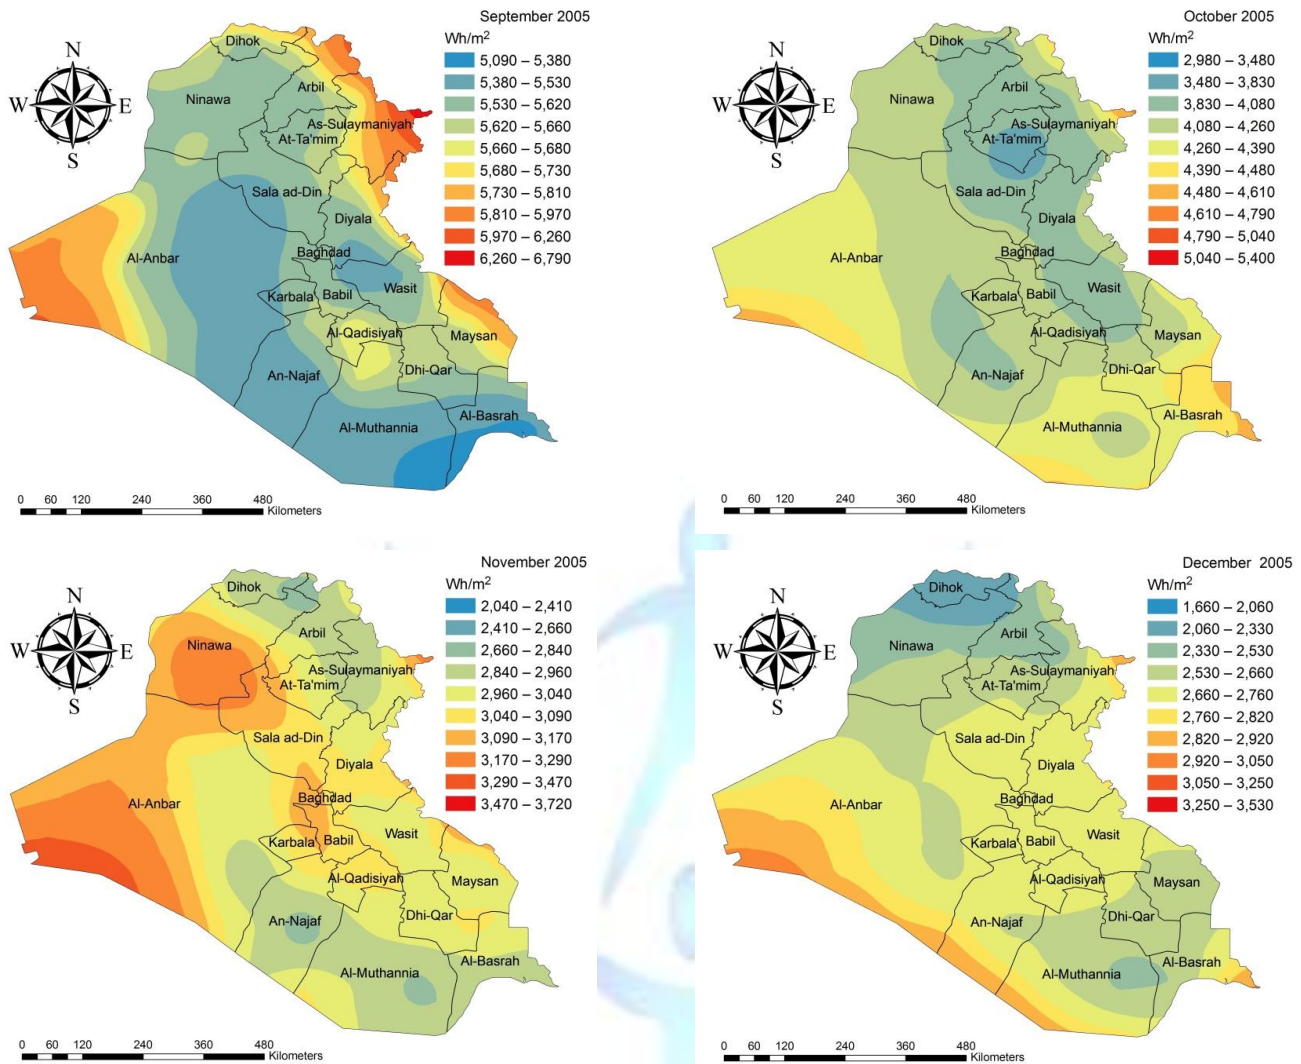 September 2005
Wh/m²
5,090 – 5,380
5,380 – 5,530
5,530 – 5,620
5,620 – 5,660
5,660 – 5,680
5,680 – 5,730
5,730 – 5,810
5,810 – 5,970
5,970 – 6,260
6,260 – 6,790
N
W E
S
Dihok
Ninawa
Arbil
As-Sulaymaniyah
At-Ta'mim
Sala ad-Din
Diyala
Al-Anbar
Baghdad
Karbala
Babil
Wasit
Al-Qadisiyah
Maysan
An-Najaf
Dhi-Qar
Al-Muthannia
Al-Basrah
0 60 120 240 360 480
Kilometers
October 2005
Wh/m²
2,980 – 3,480
3,480 – 3,830
3,830 – 4,080
4,080 – 4,260
4,260 – 4,390
4,390 – 4,480
4,480 – 4,610
4,610 – 4,790
4,790 – 5,040
5,040 – 5,400
N
W E
S
Dihok
Ninawa
Arbil
As-Sulaymaniyah
At-Ta'mim
Sala ad-Din
Diyala
Al-Anbar
Baghdad
Karbala
Babil
Wasit
Al-Qadisiyah
Maysan
An-Najaf
Dhi-Qar
Al-Muthannia
Al-Basrah
0 60 120 240 360 480
Kilometers
November 2005
Wh/m²
2,040 – 2,410
2,410 – 2,660
2,660 – 2,840
2,840 – 2,960
2,960 – 3,040
3,040 – 3,090
3,090 – 3,170
3,170 – 3,290
3,290 – 3,470
3,470 – 3,720
N
W E
S
Dihok
Ninawa
Arbil
As-Sulaymaniyah
At-Ta'mim
Sala ad-Din
Diyala
Al-Anbar
Baghdad
Karbala
Babil
Wasit
Al-Qadisiyah
Maysan
An-Najaf
Dhi-Qar
Al-Muthannia
Al-Basrah
0 60 120 240 360 480
Kilometers
December 2005
Wh/m²
1,660 – 2,060
2,060 – 2,330
2,330 – 2,530
2,530 – 2,660
2,660 – 2,760
2,760 – 2,820
2,820 – 2,920
2,920 – 3,050
3,050 – 3,250
3,250 – 3,530
N
W E
S
Dihok
Ninawa
Arbil
As-Sulaymaniyah
At-Ta'mim
Sala ad-Din
Diyala
Al-Anbar
Baghdad
Karbala
Babil
Wasit
Al-Qadisiyah
Maysan
An-Najaf
Dhi-Qar
Al-Muthannia
Al-Basrah
0 60 120 240 360 480
Kilometers